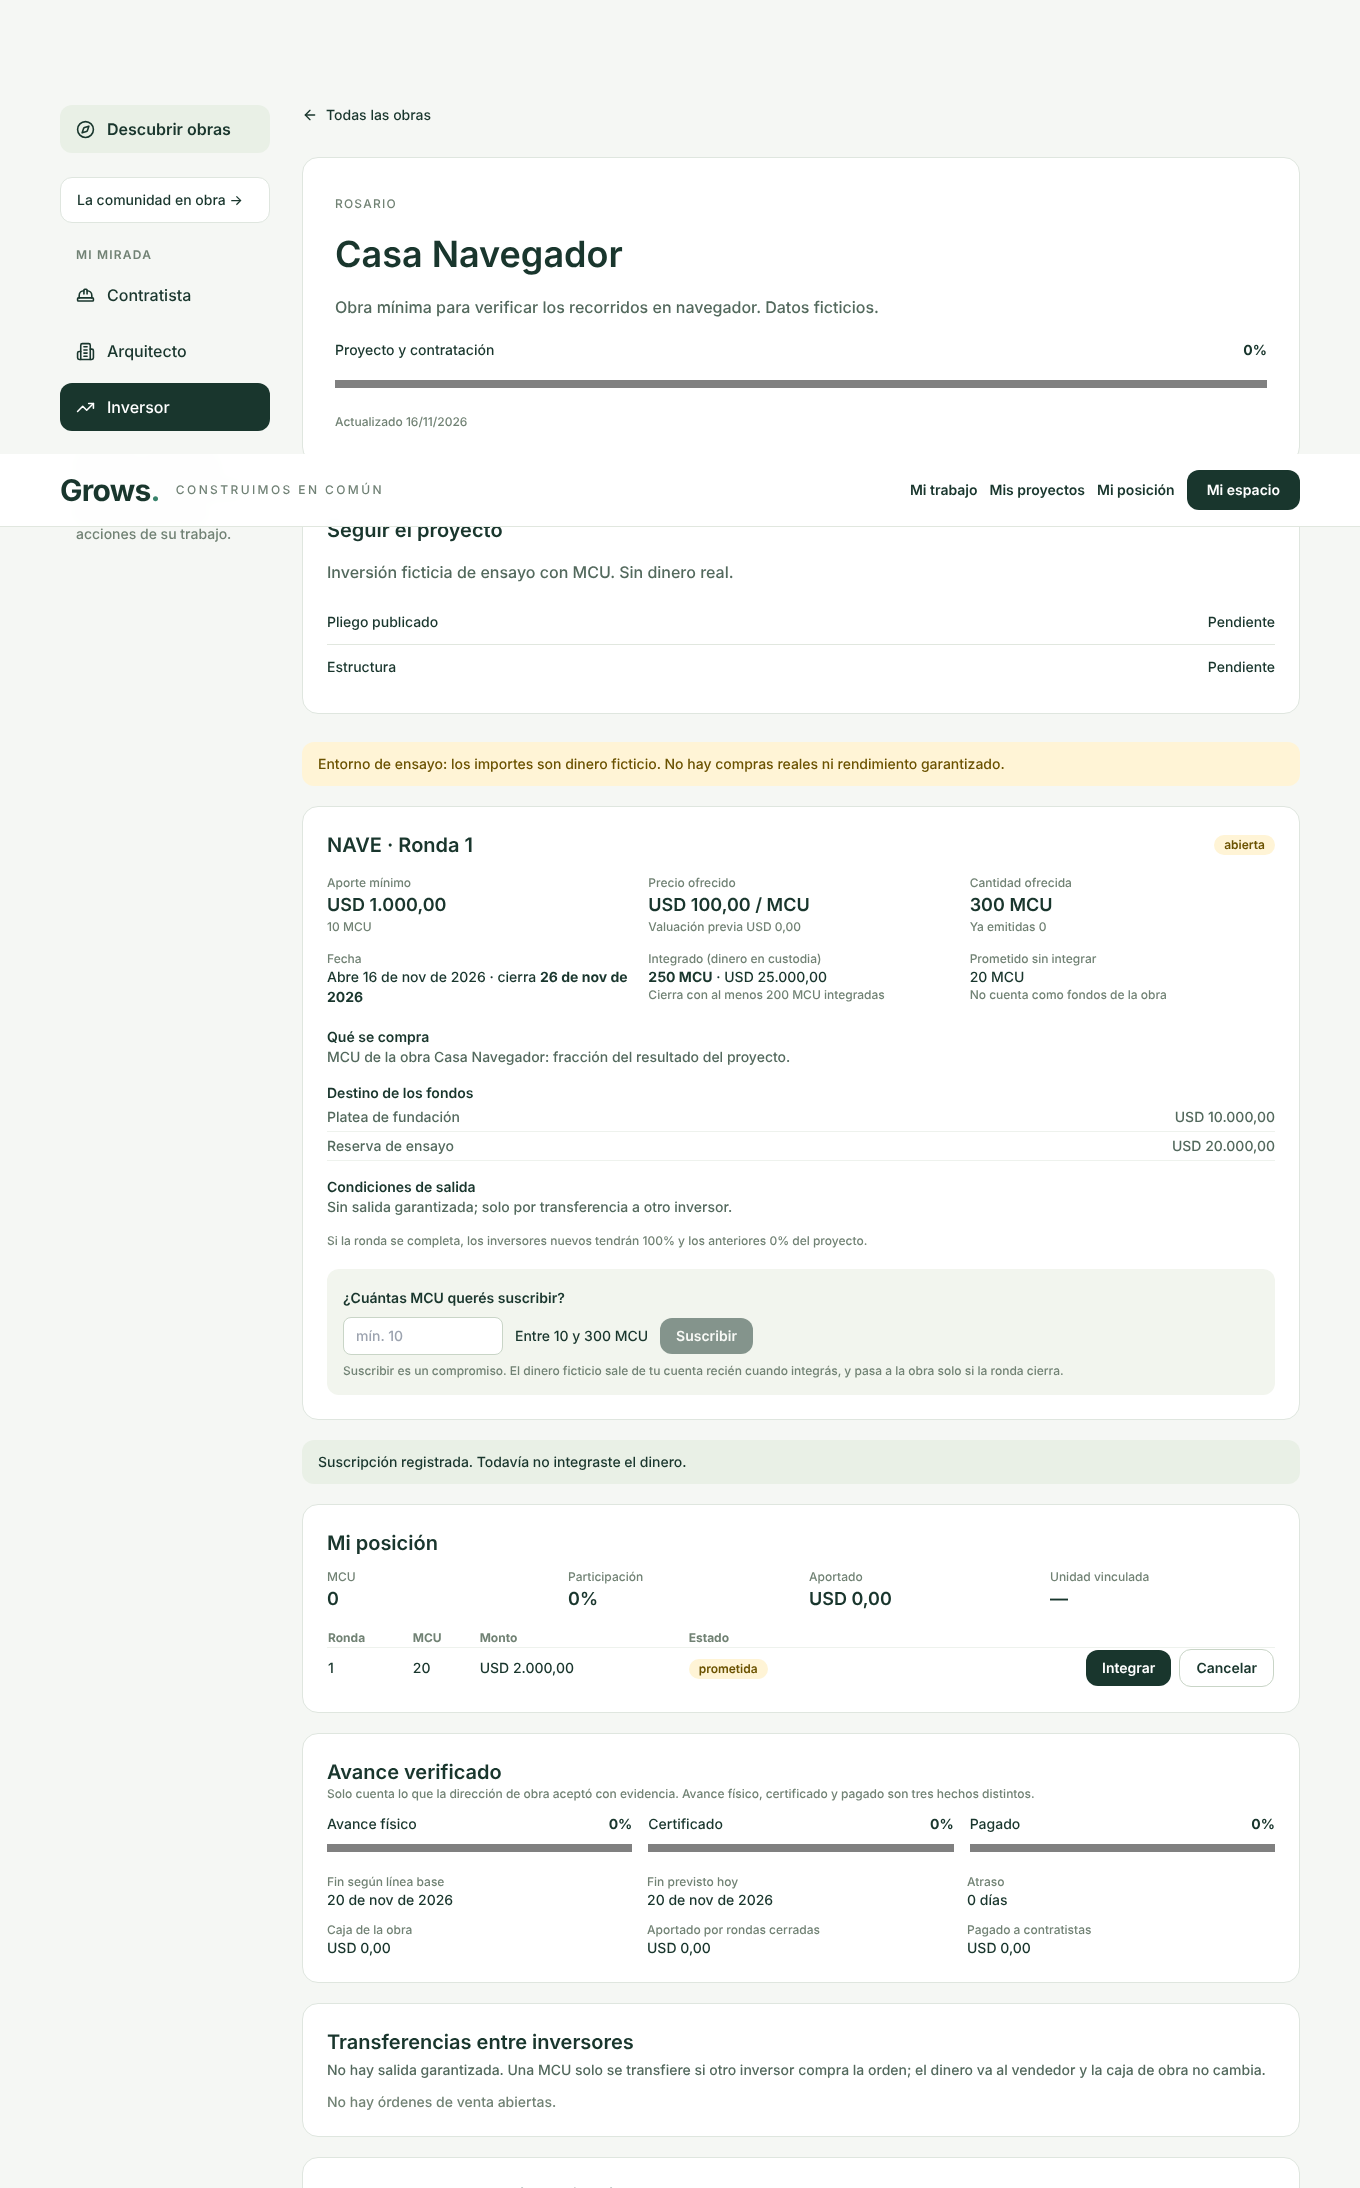 Descubrir obras
La comunidad en obra →
MI MIRADA
Contratista
Arquitecto
Inversor
← Todas las obras
ROSARIO
Casa Navegador
Obra mínima para verificar los recorridos en navegador. Datos ficticios.
Proyecto y contratación 0%
Actualizado 16/11/2026
Grows. CONSTRUIMOS EN COMÚN Mi trabajo Mis proyectos Mi posición Mi espacio
acciones de su trabajo.
Seguir el proyecto
Inversión ficticia de ensayo con MCU. Sin dinero real.
Pliego publicado Pendiente
Estructura Pendiente
Entorno de ensayo: los importes son dinero ficticio. No hay compras reales ni rendimiento garantizado.
NAVE · Ronda 1 abierta
Aporte mínimo Precio ofrecido Cantidad ofrecida
USD 1.000,00 USD 100,00 / MCU 300 MCU
10 MCU Valuación previa USD 0,00 Ya emitidas 0
Fecha Integrado (dinero en custodia) Prometido sin integrar
Abre 16 de nov de 2026 · cierra 26 de nov de 250 MCU · USD 25.000,00 20 MCU
2026 Cierra con al menos 200 MCU integradas No cuenta como fondos de la obra
Qué se compra
MCU de la obra Casa Navegador: fracción del resultado del proyecto.
Destino de los fondos
Platea de fundación USD 10.000,00
Reserva de ensayo USD 20.000,00
Condiciones de salida
Sin salida garantizada; solo por transferencia a otro inversor.
Si la ronda se completa, los inversores nuevos tendrán 100% y los anteriores 0% del proyecto.
¿Cuántas MCU querés suscribir?
mín. 10 Entre 10 y 300 MCU Suscribir
Suscribir es un compromiso. El dinero ficticio sale de tu cuenta recién cuando integrás, y pasa a la obra solo si la ronda cierra.
Suscripción registrada. Todavía no integraste el dinero.
Mi posición
MCU Participación Aportado Unidad vinculada
0 0% USD 0,00 —
Ronda MCU Monto Estado
1 20 USD 2.000,00 prometida Integrar Cancelar
Avance verificado
Solo cuenta lo que la dirección de obra aceptó con evidencia. Avance físico, certificado y pagado son tres hechos distintos.
Avance físico 0% Certificado 0% Pagado 0%
Fin según línea base Fin previsto hoy Atraso
20 de nov de 2026 20 de nov de 2026 0 días
Caja de la obra Aportado por rondas cerradas Pagado a contratistas
USD 0,00 USD 0,00 USD 0,00
Transferencias entre inversores
No hay salida garantizada. Una MCU solo se transfiere si otro inversor compra la orden; el dinero va al vendedor y la caja de obra no cambia.
No hay órdenes de venta abiertas.